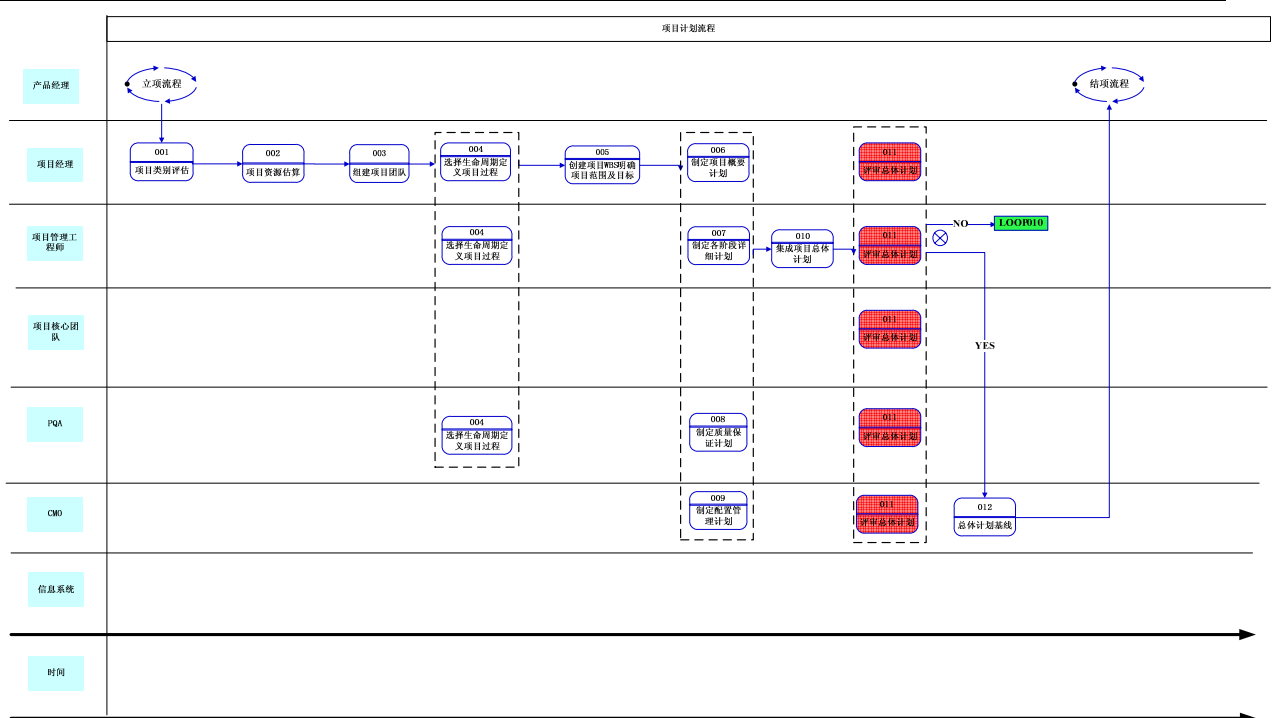 项目计划流程
产品经理
立项流程
结项流程
项目经理
001
项目类别评估
002
项目资源估算
003
组建项目团队
004
选择生命周期定
义项目过程
005
创建项目WBS明确
项目范围及目标
006
制定项目概要
计划
011
评审总体计划
项目管理工
程师
004
选择生命周期定
义项目过程
007
制定各阶段详
细计划
010
集成项目总体
计划
011
评审总体计划
NO
LOOP010
项目核心团
队
011
评审总体计划
YES
PQA
004
选择生命周期定
义项目过程
008
制定质量保
证计划
011
评审总体计划
CMO
009
制定配置管
理计划
011
评审总体计划
012
总体计划基线
信息系统
时间